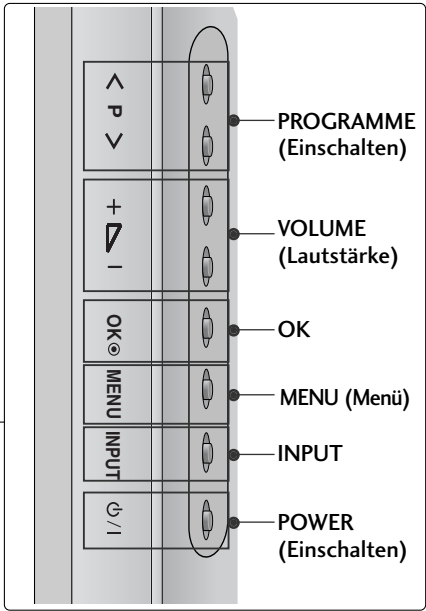 < P >
PROGRAMME
(Einschalten)
+ -
VOLUME
(Lautstärke)
OK
OK
MENU
MENU (Menü)
INPUT
INPUT
⏻/I
POWER
(Einschalten)